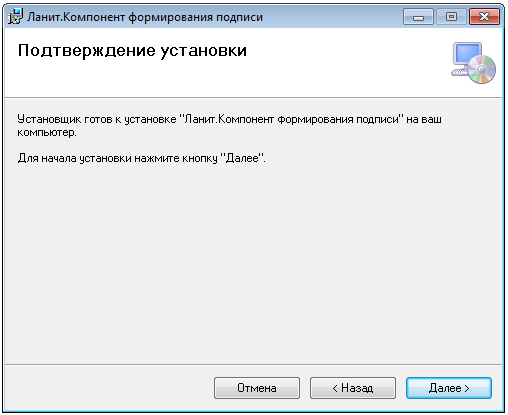 Ланит.Компонент формирования подписи
Подтверждение установки
Установщик готов к установке "Ланит.Компонент формирования подписи" на ваш
компьютер.
Для начала установки нажмите кнопку "Далее".
Отмена
< Назад
Далее >